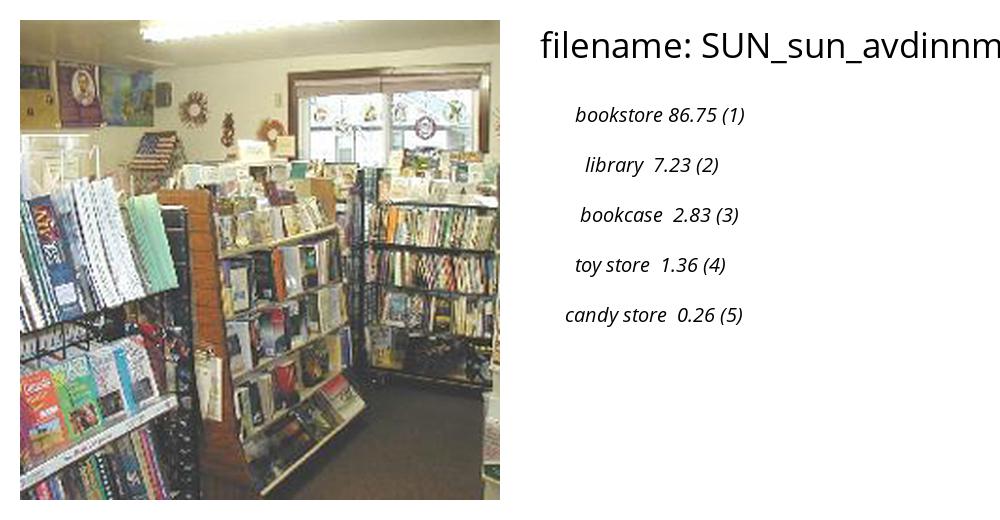 filename: SUN_sun_avdinnm
bookstore 86.75 (1)
library 7.23 (2)
bookcase 2.83 (3)
toy store 1.36 (4)
candy store 0.26 (5)